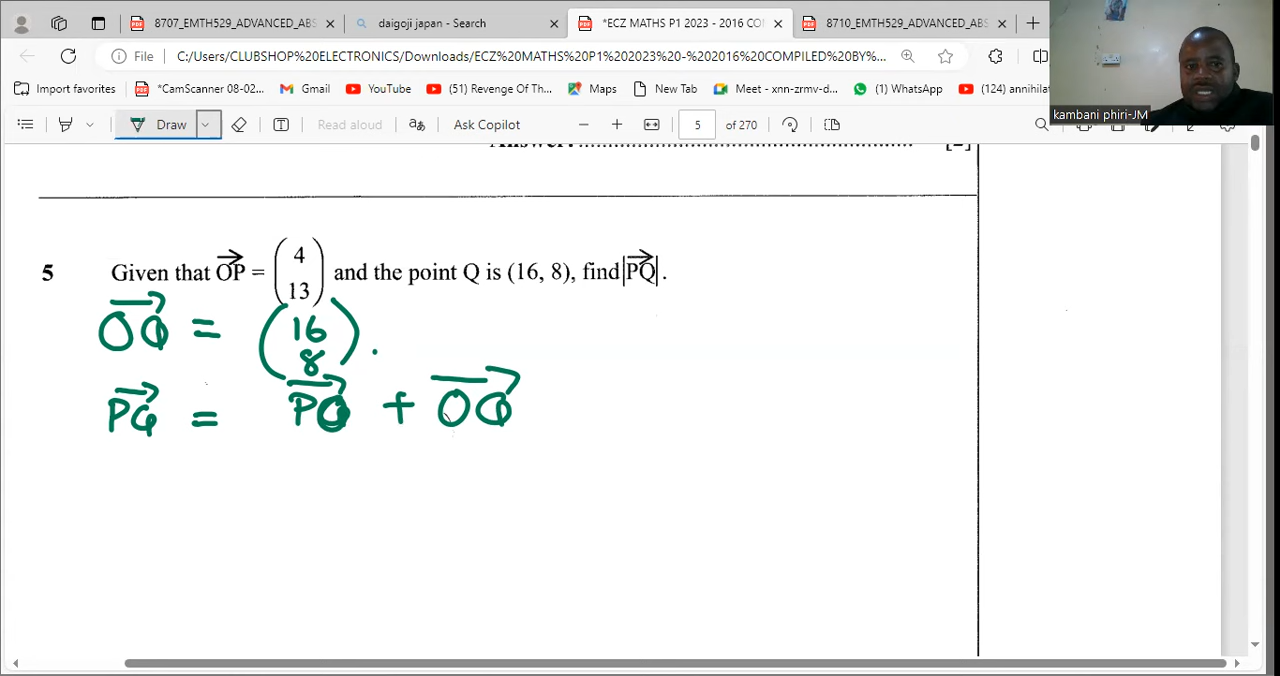 8707_EMTH529_ADVANCED_ABS
daigoji japan - Search
*ECZ MATHS P1 2023 - 2016 CO
8710_EMTH529_ADVANCED_ABS
File
C:/Users/CLUBSHOP%20ELECTRONICS/Downloads/ECZ%20MATHS%20P1%202023%20-%202016%20COMPILED%20BY%...
Import favorites
*CamScanner 08-02...
Gmail
YouTube
(51) Revenge Of Th...
Maps
New Tab
Meet - xnn-zrmv-d...
(1) WhatsApp
(124) annihilat
kambani phiri-JM
Draw
T
Read aloud
aあ
Ask Copilot
5
of 270
5 Given that OP = (4 13) and the point Q is (16, 8), find |PQ|.
OQ = (16 8).
PQ = PO + OQ